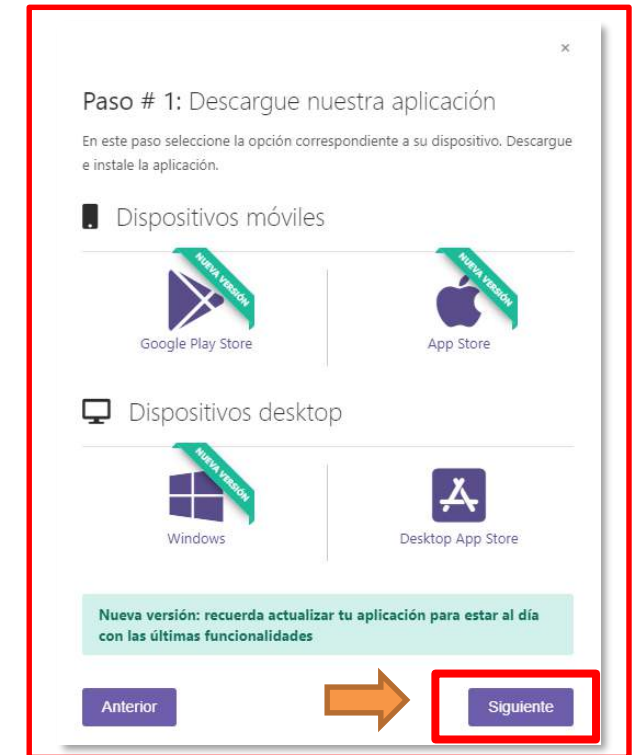 ×
Paso # 1: Descargue nuestra aplicación
En este paso seleccione la opción correspondiente a su dispositivo. Descargue
e instale la aplicación.
Dispositivos móviles
NUEVA VERSIÓN
NUEVA VERSIÓN
Google Play Store
App Store
Dispositivos desktop
NUEVA VERSIÓN
Windows
Desktop App Store
Nueva versión: recuerda actualizar tu aplicación para estar al día
con las últimas funcionalidades
Anterior
Siguiente